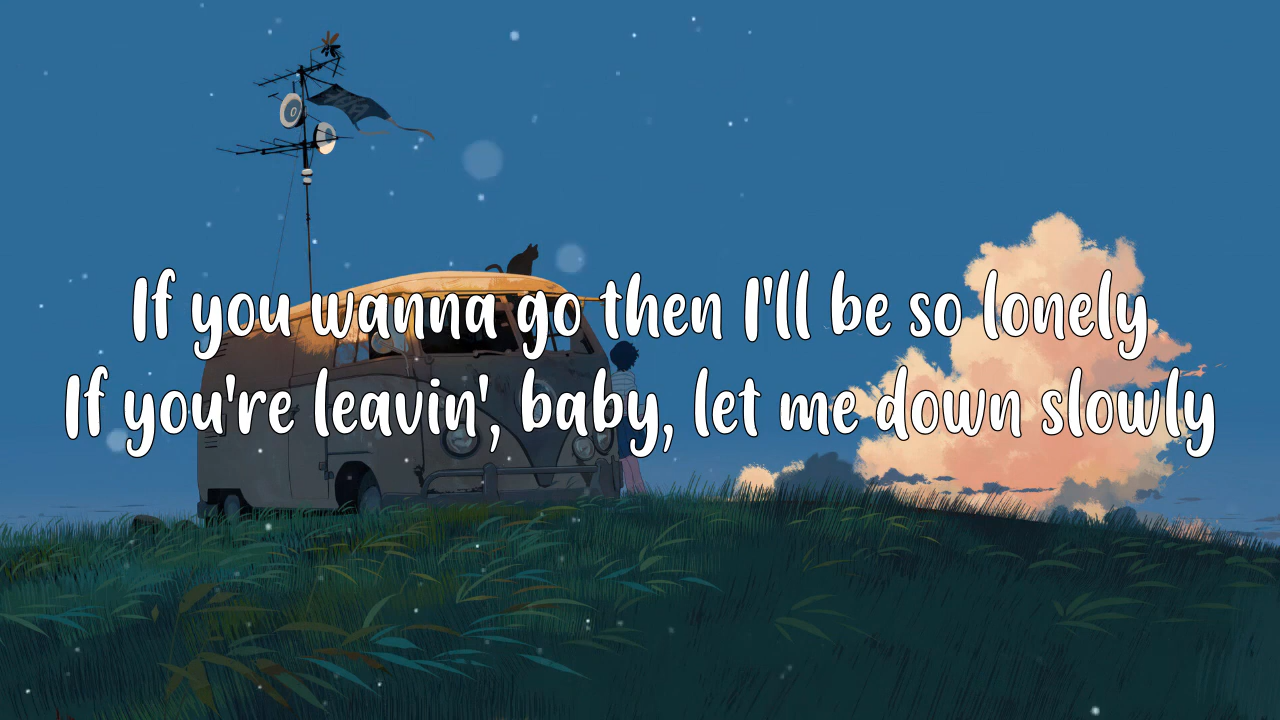 If you wanna go then I'll be so lonely
If you're leavin', baby, let me down slowly